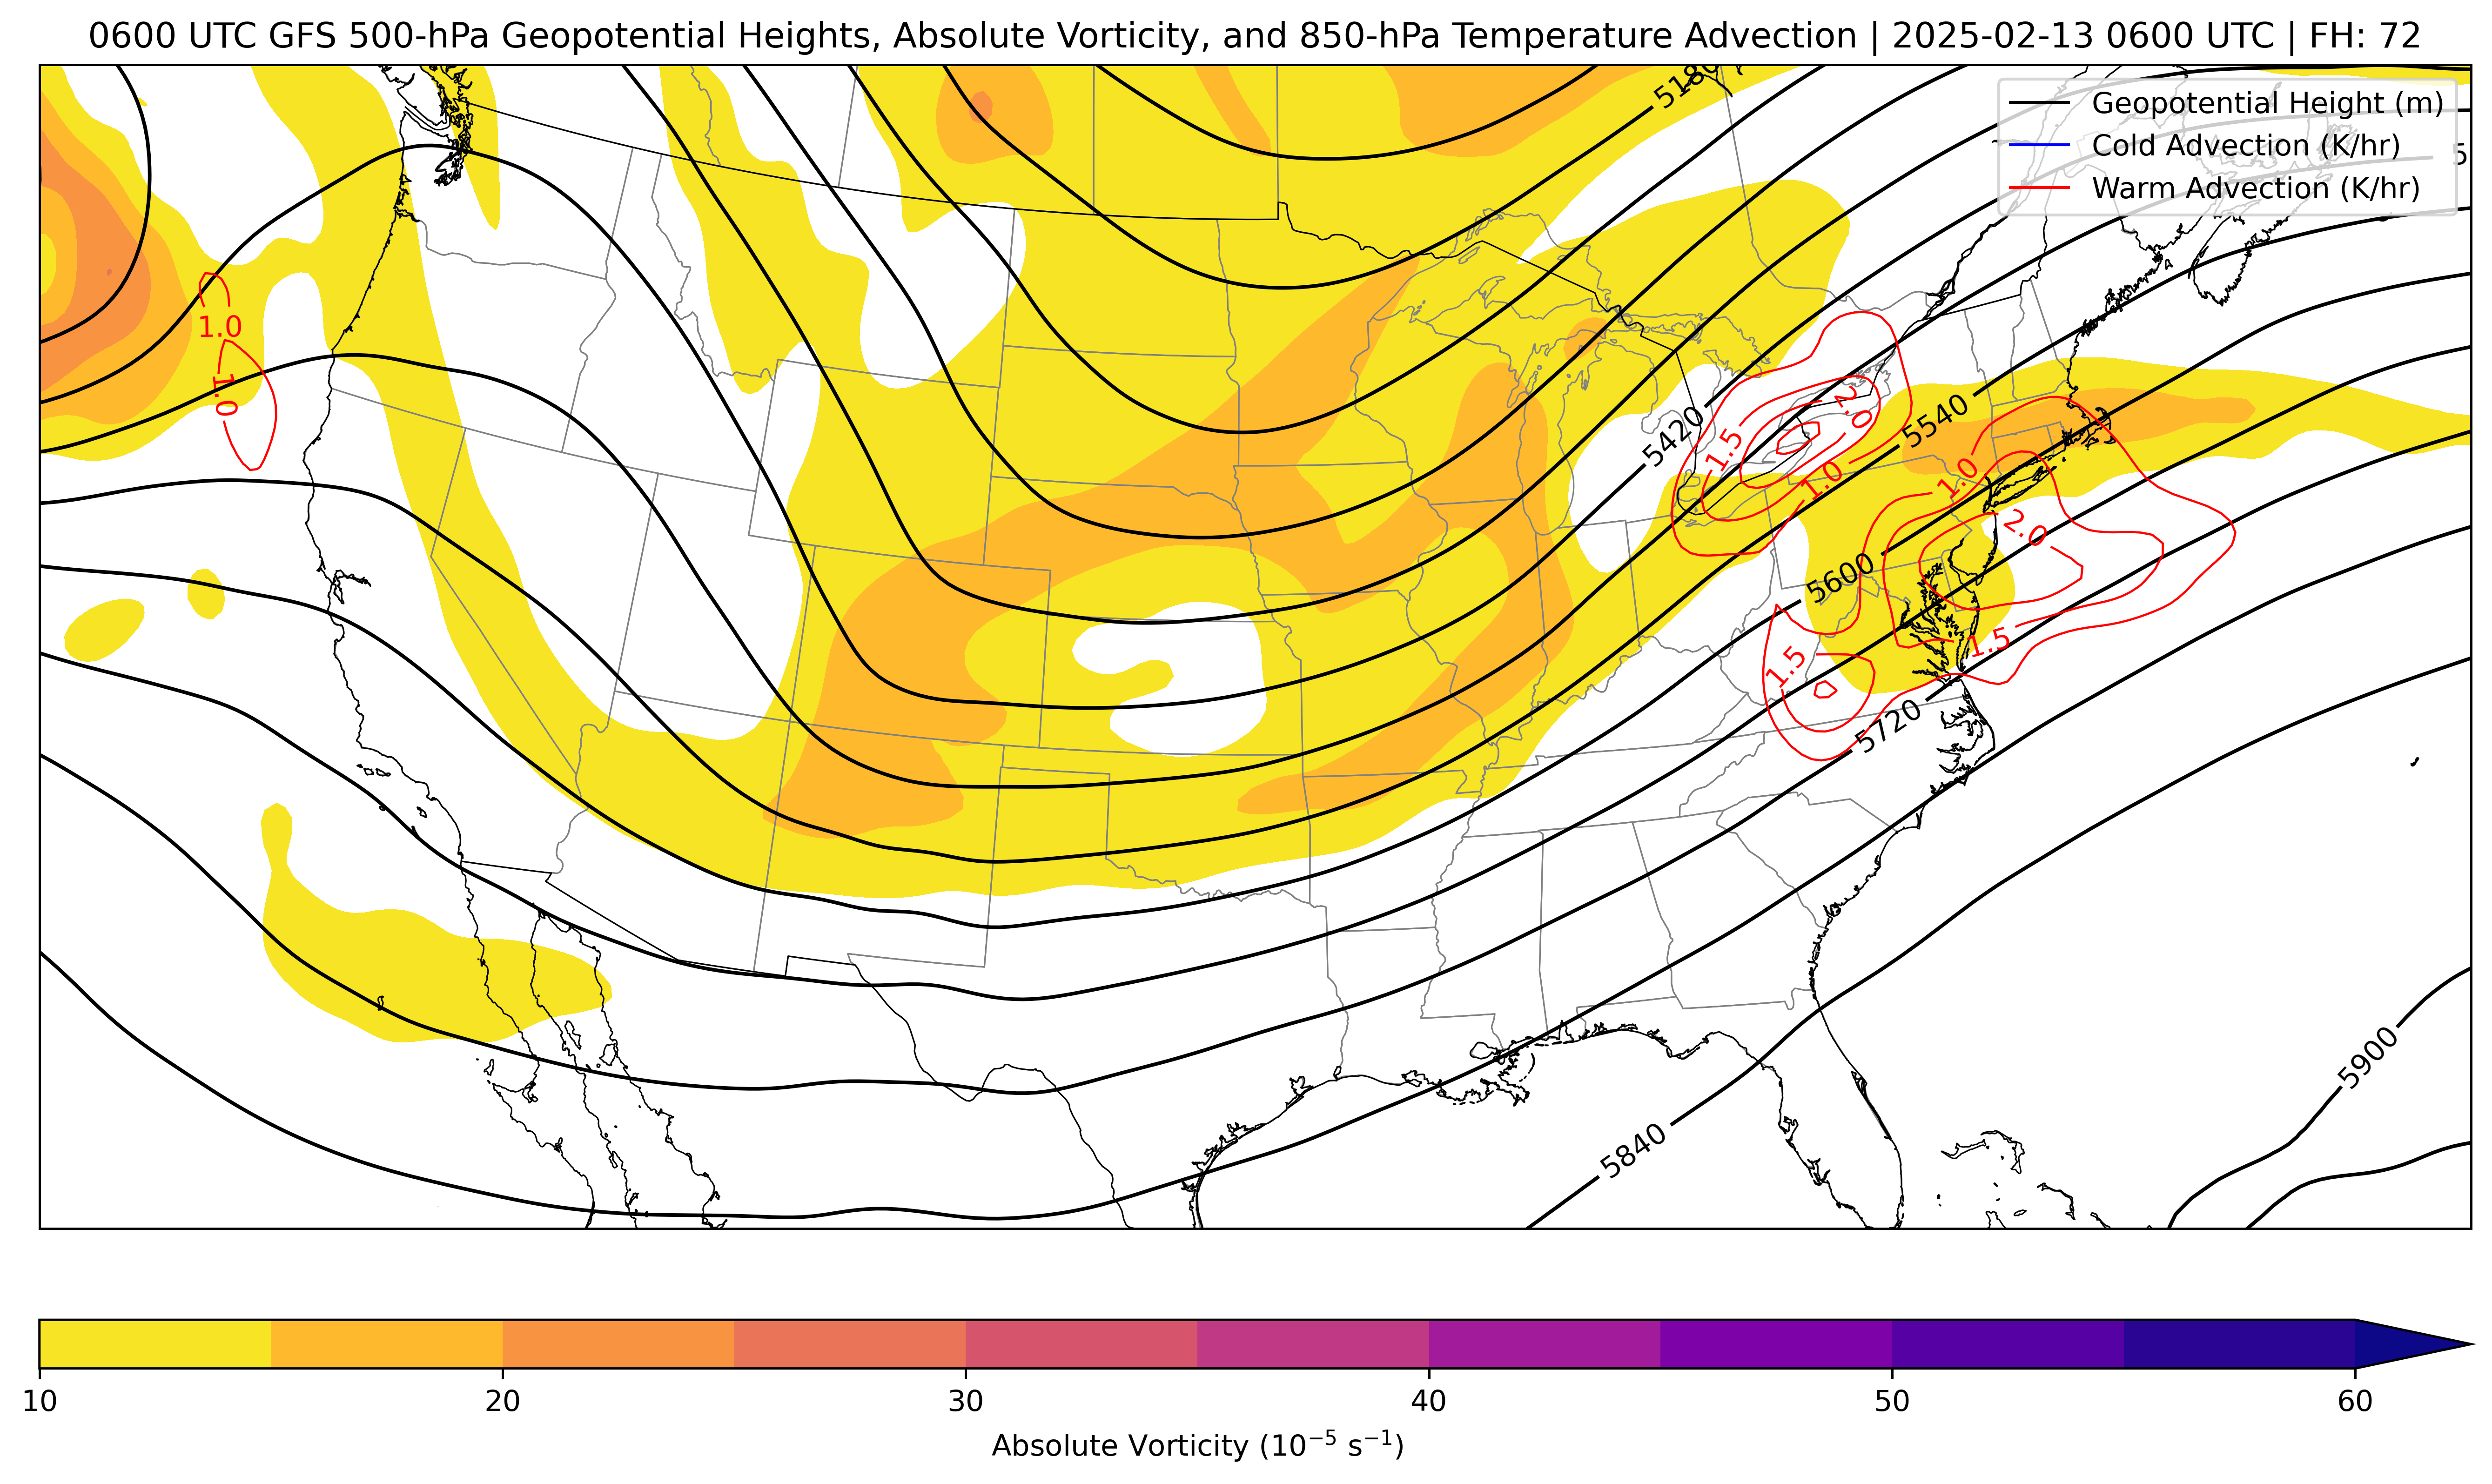 0600 UTC GFS 500-hPa Geopotential Heights, Absolute Vorticity, and 850-hPa Temperature Advection | 2025-02-13 0600 UTC | FH: 72
Geopotential Height (m)
Cold Advection (K/hr)
Warm Advection (K/hr)
5180
5
1.0
1.0
2.0
5420
5540
1.5
1.0
1.0
2.0
5600
1.5
1.5
5720
5900
5840
10 20 30 40 50 60
Absolute Vorticity (10⁻⁵ s⁻¹)